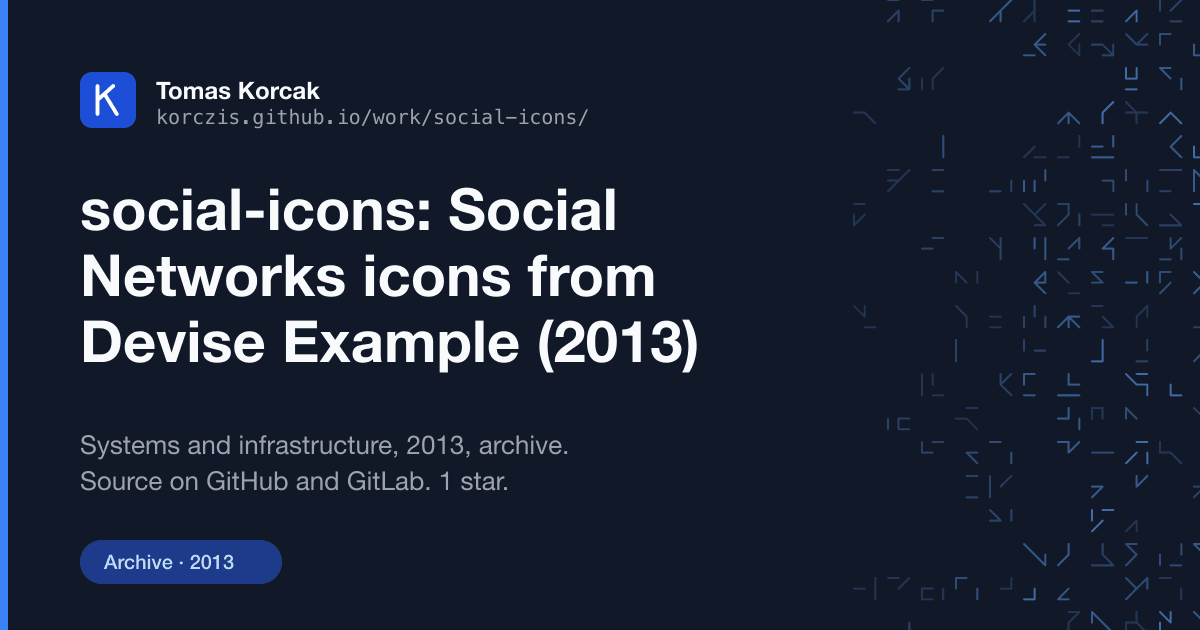 K
Tomas Korcak
korczis.github.io/work/social-icons/
social-icons: Social
Networks icons from
Devise Example (2013)
Systems and infrastructure, 2013, archive.
Source on GitHub and GitLab. 1 star.
Archive · 2013